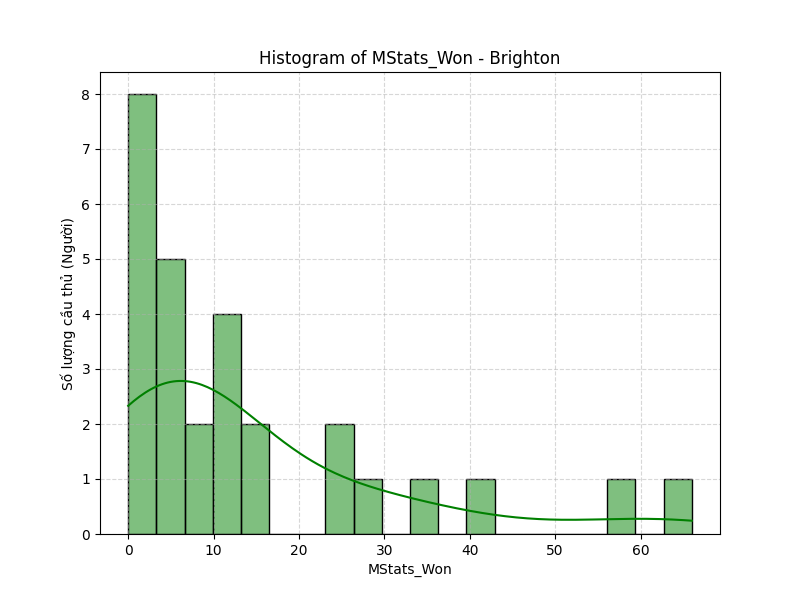 Histogram of MStats_Won - Brighton
Số lượng cầu thủ (Người)
8
7
6
5
4
3
2
1
0
0 10 20 30 40 50 60
MStats_Won